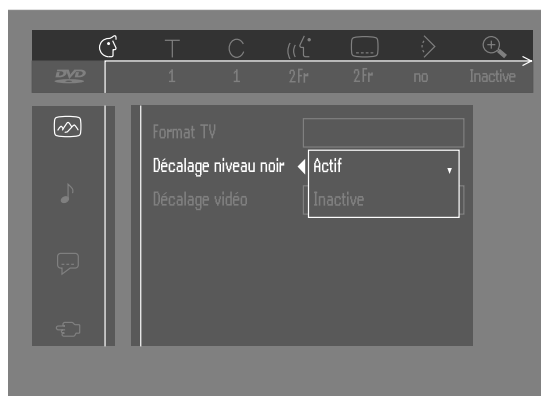 T C
DVD 1 1 2Fr 2Fr no Inactive
Format TV
Décalage niveau noir Actif
Décalage vidéo Inactive